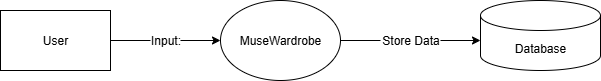 User
Input:
MuseWardrobe
Store Data
Database